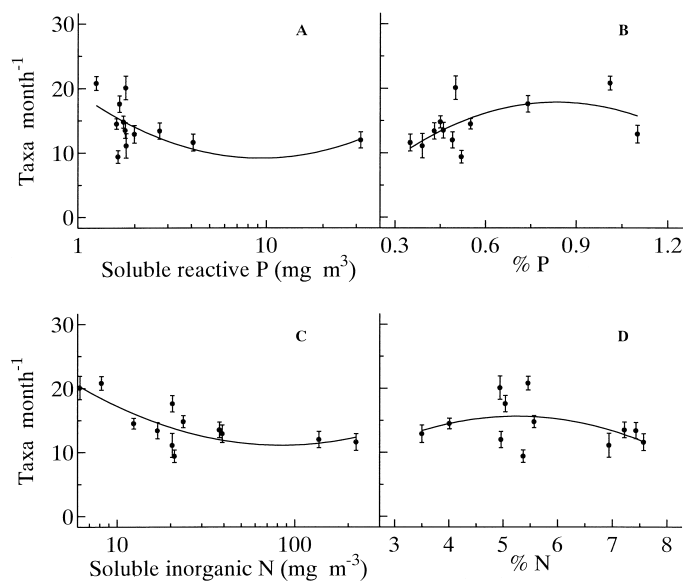 30
A
B
20
10
0
Taxa month-1
1
10
0.3
0.6
0.9
1.2
Soluble reactive P (mg m3)
% P
30
C
D
20
10
0
Taxa month-1
10
100
3
4
5
6
7
8
Soluble inorganic N (mg m-3)
% N